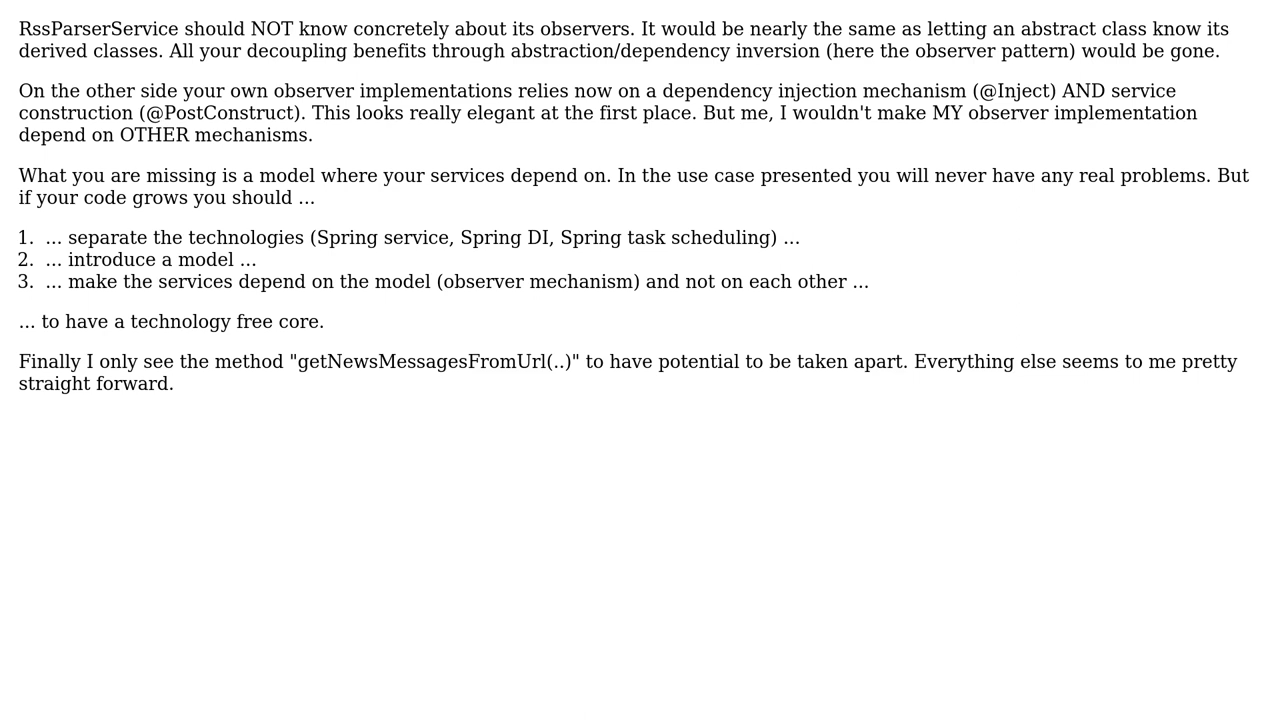 RssParserService should NOT know concretely about its observers. It would be nearly the same as letting an abstract class know its
derived classes. All your decoupling benefits through abstraction/dependency inversion (here the observer pattern) would be gone.
On the other side your own observer implementations relies now on a dependency injection mechanism (@Inject) AND service
construction (@PostConstruct). This looks really elegant at the first place. But me, I wouldn't make MY observer implementation
depend on OTHER mechanisms.
What you are missing is a model where your services depend on. In the use case presented you will never have any real problems. But
if your code grows you should ...
1. ... separate the technologies (Spring service, Spring DI, Spring task scheduling) ...
2. ... introduce a model ...
3. ... make the services depend on the model (observer mechanism) and not on each other ...
... to have a technology free core.
Finally I only see the method "getNewsMessagesFromUrl(..)" to have potential to be taken apart. Everything else seems to me pretty
straight forward.